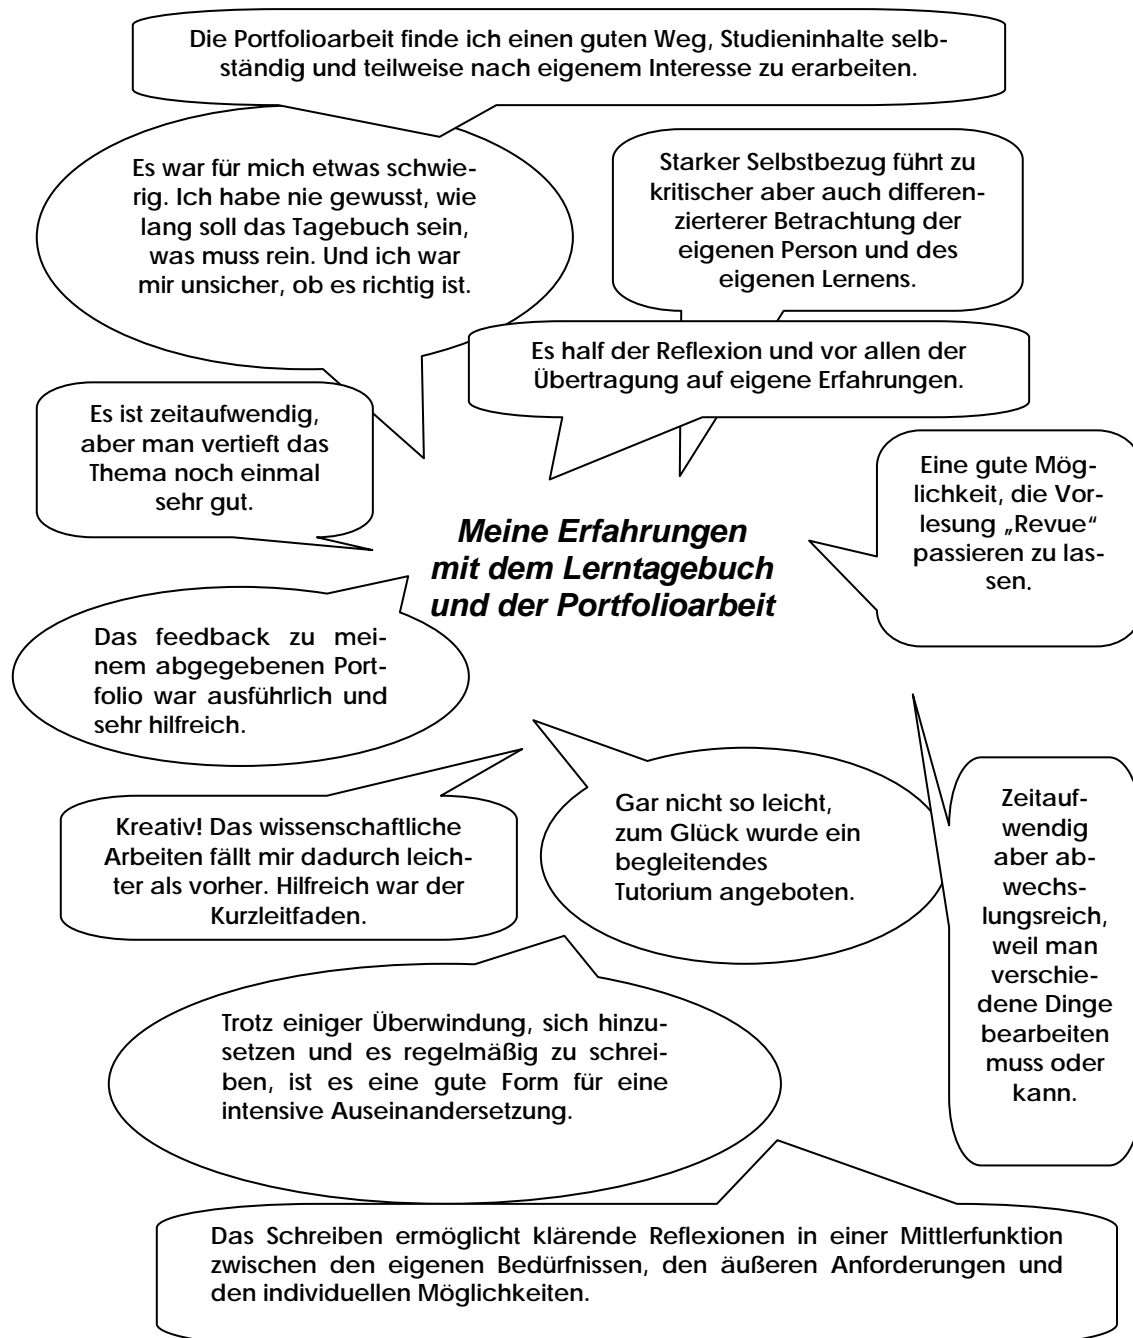 Die Portfolioarbeit finde ich einen guten Weg, Studieninhalte selb-
ständig und teilweise nach eigenem Interesse zu erarbeiten.
Es war für mich etwas schwie-
rig. Ich habe nie gewusst, wie
lang soll das Tagebuch sein,
was muss rein. Und ich war
mir unsicher, ob es richtig ist.
Starker Selbstbezug führt zu
kritischer aber auch differen-
zierterer Betrachtung der
eigenen Person und des
eigenen Lernens.
Es half der Reflexion und vor allen der
Übertragung auf eigene Erfahrungen.
Es ist zeitaufwendig,
aber man vertieft das
Thema noch einmal
sehr gut.
Eine gute Mög-
lichkeit, die Vor-
lesung „Revue“
passieren zu las-
sen.
Meine Erfahrungen
mit dem Lerntagebuch
und der Portfolioarbeit
Das feedback zu mei-
nem abgegebenen Port-
folio war ausführlich und
sehr hilfreich.
Kreativ! Das wissenschaftliche
Arbeiten fällt mir dadurch leich-
ter als vorher. Hilfreich war der
Kurzleitfaden.
Gar nicht so leicht,
zum Glück wurde ein
begleitendes
Tutorium angeboten.
Zeitauf-
wendig
aber ab-
wechs-
lungsreich,
weil man
verschie-
dene Dinge
bearbeiten
muss oder
kann.
Trotz einiger Überwindung, sich hinzu-
setzen und es regelmäßig zu schrei-
ben, ist es eine gute Form für eine
intensive Auseinandersetzung.
Das Schreiben ermöglicht klärende Reflexionen in einer Mittlerfunktion
zwischen den eigenen Bedürfnissen, den äußeren Anforderungen und
den individuellen Möglichkeiten.